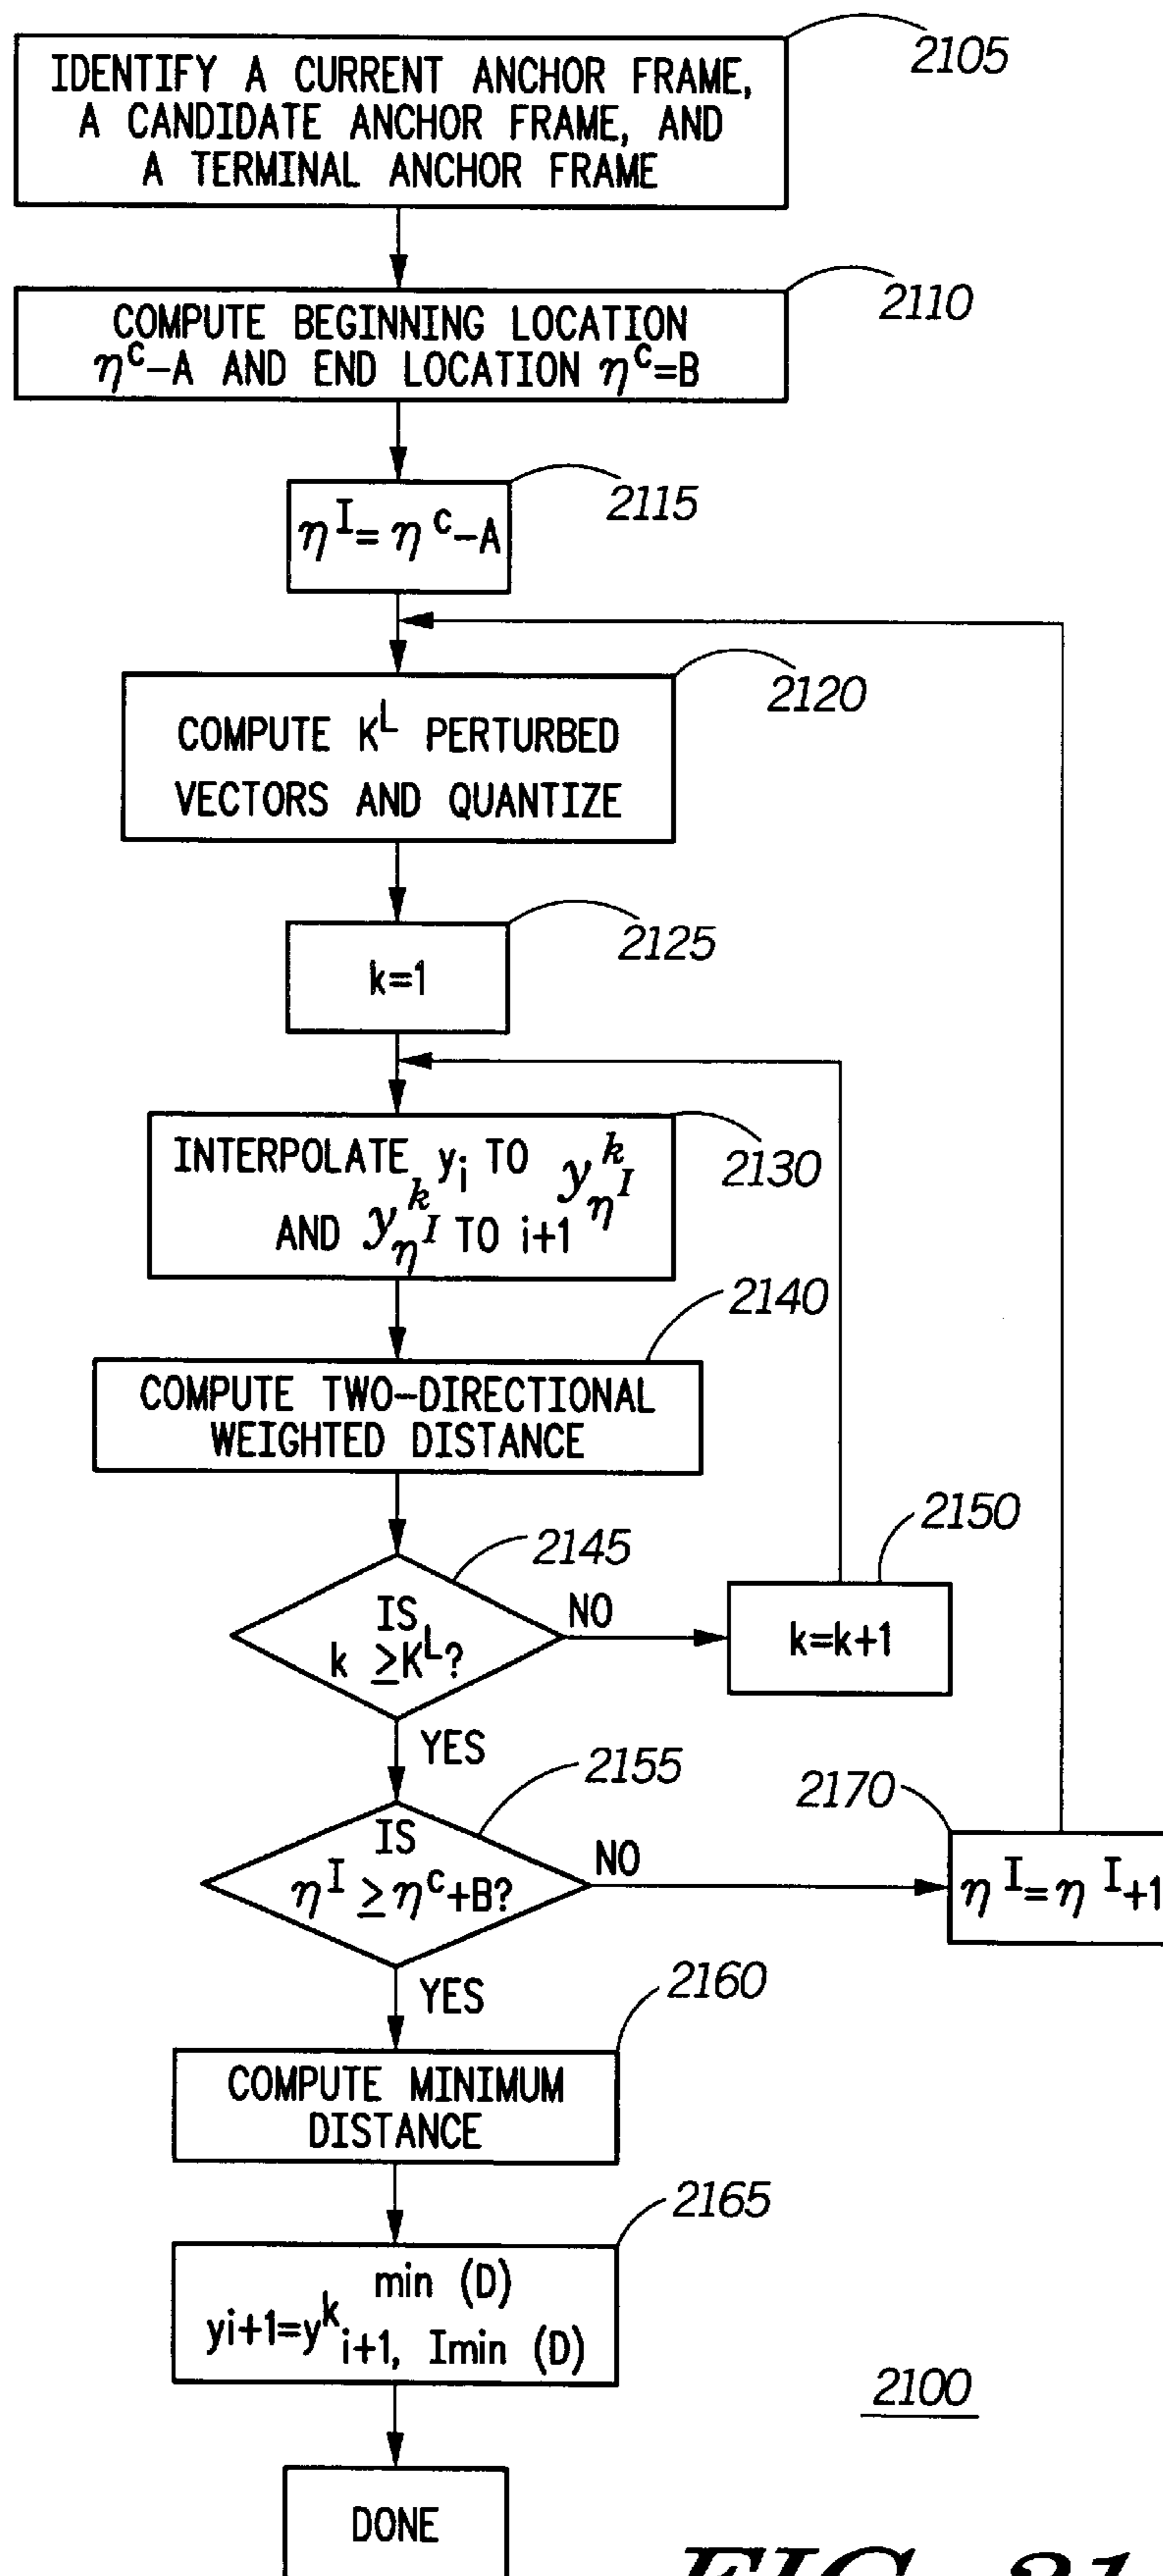 2105
IDENTIFY A CURRENT ANCHOR FRAME,
A CANDIDATE ANCHOR FRAME, AND
A TERMINAL ANCHOR FRAME
2110
COMPUTE BEGINNING LOCATION
η^c–A AND END LOCATION η^c=B
2115
η^I= η^c–A
2120
COMPUTE K^L PERTURBED
VECTORS AND QUANTIZE
2125
k=1
2130
INTERPOLATE y_i TO y^k_η^I
AND y^k_η^I TO i+1
2140
COMPUTE TWO–DIRECTIONAL
WEIGHTED DISTANCE
2145
IS
k ≥K^L?
NO
2150
k=k+1
YES
2155
IS
η^I ≥ η^c+B?
NO
2170
η^I= η^I+1
YES
2160
COMPUTE MINIMUM
DISTANCE
2165
min (D)
yi+1=y^k_i+1, Imin (D)
2100
DONE
FIG. 21